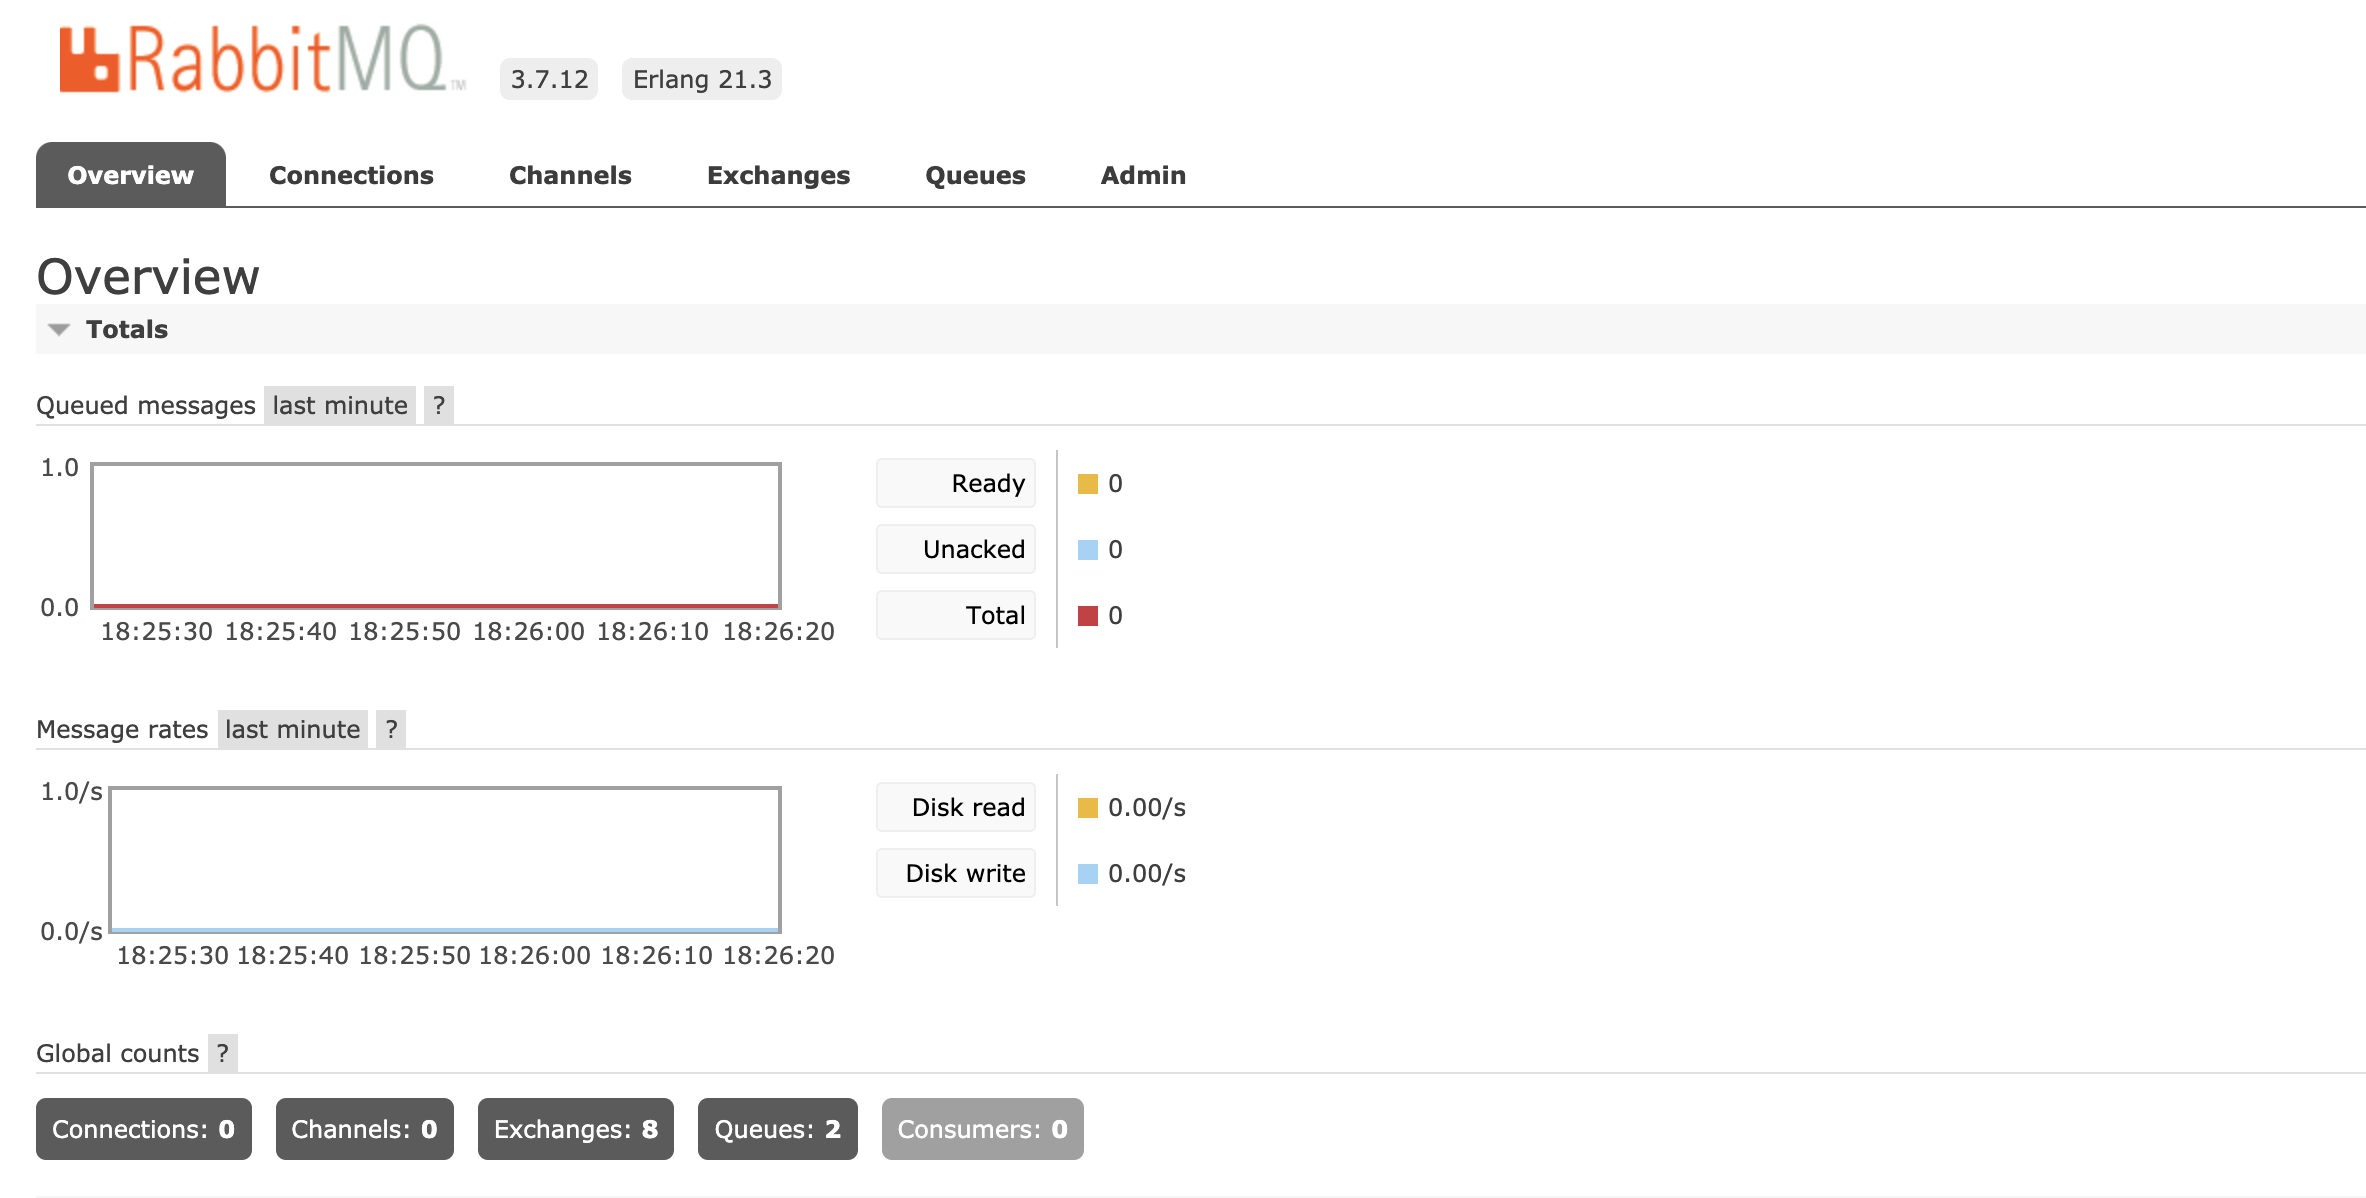 RabbitMQ TM 3.7.12 Erlang 21.3
Overview Connections Channels Exchanges Queues Admin
Overview
Totals
Queued messages last minute ?
1.0
0.0
18:25:30 18:25:40 18:25:50 18:26:00 18:26:10 18:26:20
Ready 0
Unacked 0
Total 0
Message rates last minute ?
1.0/s
0.0/s
18:25:30 18:25:40 18:25:50 18:26:00 18:26:10 18:26:20
Disk read 0.00/s
Disk write 0.00/s
Global counts ?
Connections: 0 Channels: 0 Exchanges: 8 Queues: 2 Consumers: 0